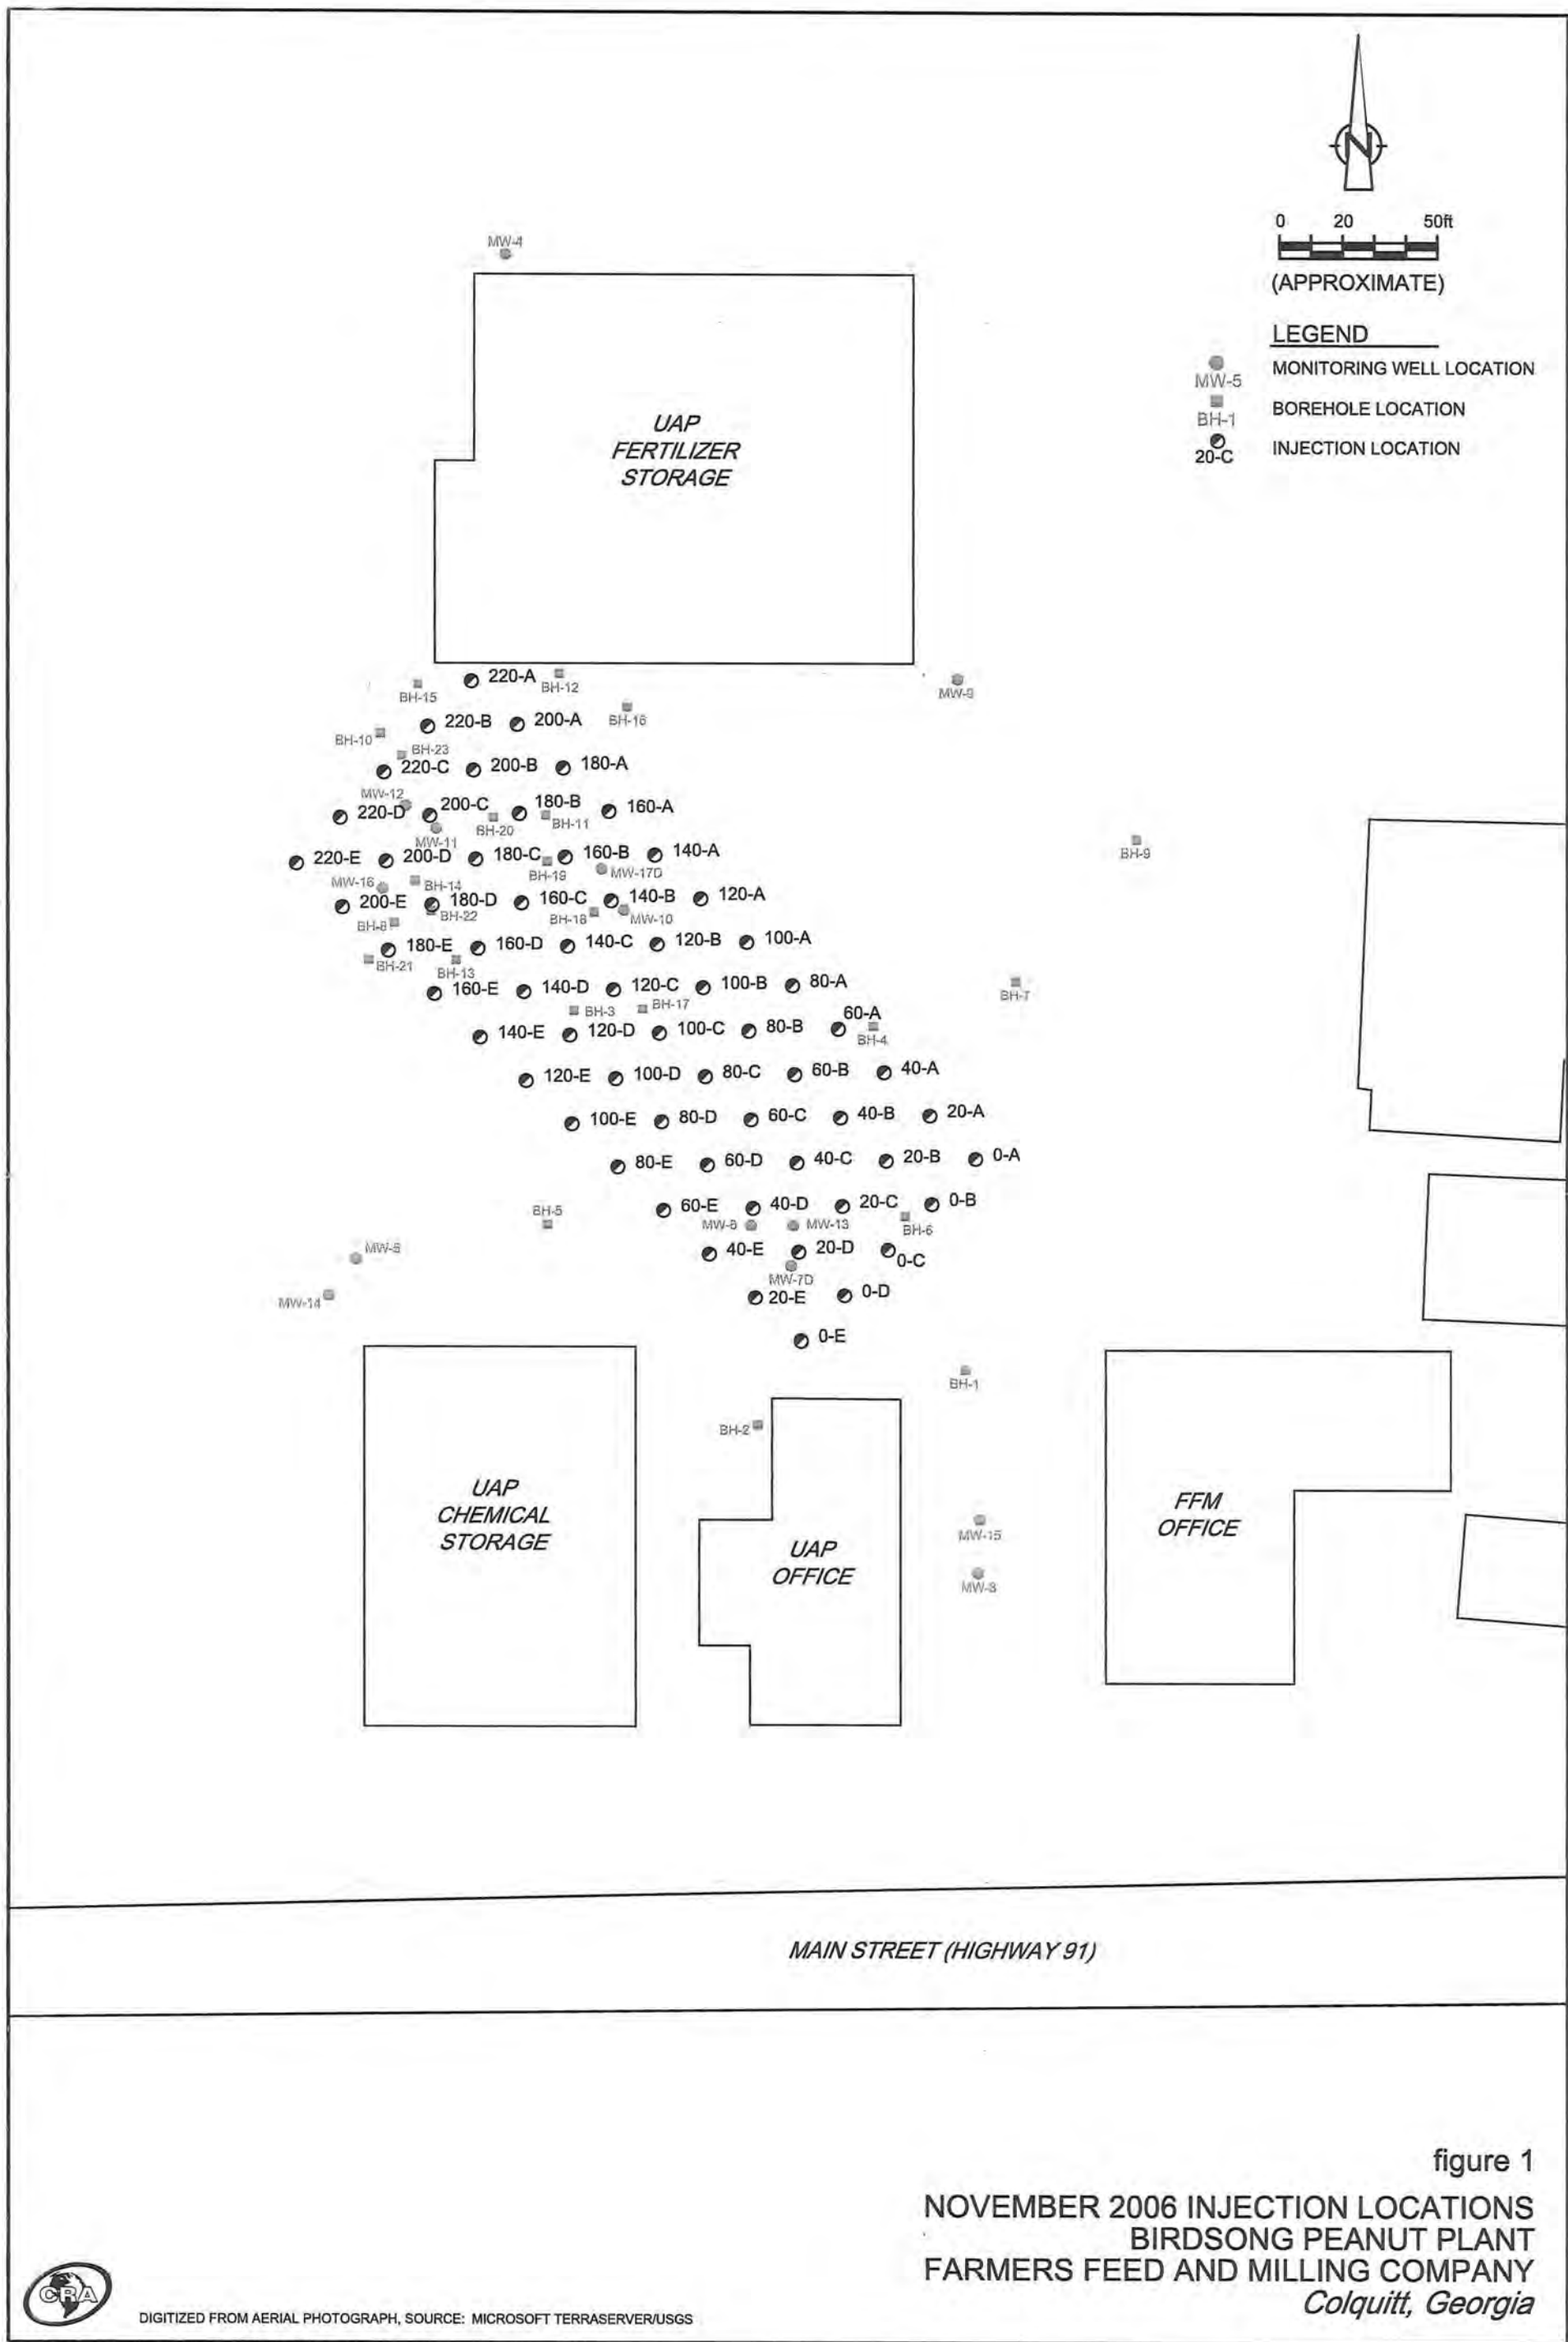 N
0 20 50ft
(APPROXIMATE)
LEGEND
MW-5 MONITORING WELL LOCATION
BH-1 BOREHOLE LOCATION
20-C INJECTION LOCATION
MW-4
UAP
FERTILIZER
STORAGE
220-A
BH-12
BH-15
MW-9
220-B
200-A
BH-16
BH-10
BH-23
220-C
200-B
180-A
MW-12
220-D
200-C
180-B
160-A
BH-20
BH-11
MW-11
220-E
200-D
180-C
160-B
140-A
BH-9
BH-19
MW-17D
MW-16
BH-14
200-E
180-D
160-C
140-B
120-A
BH-22
BH-18
MW-10
BH-8
180-E
160-D
140-C
120-B
100-A
BH-21
BH-13
160-E
140-D
120-C
100-B
80-A
BH-7
BH-3
BH-17
60-A
140-E
120-D
100-C
80-B
BH-4
120-E
100-D
80-C
60-B
40-A
100-E
80-D
60-C
40-B
20-A
80-E
60-D
40-C
20-B
0-A
60-E
40-D
20-C
0-B
BH-5
MW-13
BH-6
40-E
20-D
0-C
MW-7D
20-E
0-D
MW-14
0-E
BH-1
BH-2
UAP
CHEMICAL
STORAGE
UAP
OFFICE
FFM
OFFICE
MW-15
MW-3
MAIN STREET (HIGHWAY 91)
figure 1
NOVEMBER 2006 INJECTION LOCATIONS
BIRDSONG PEANUT PLANT
FARMERS FEED AND MILLING COMPANY
Colquitt, Georgia
CRA
DIGITIZED FROM AERIAL PHOTOGRAPH, SOURCE: MICROSOFT TERRASERVER/USGS